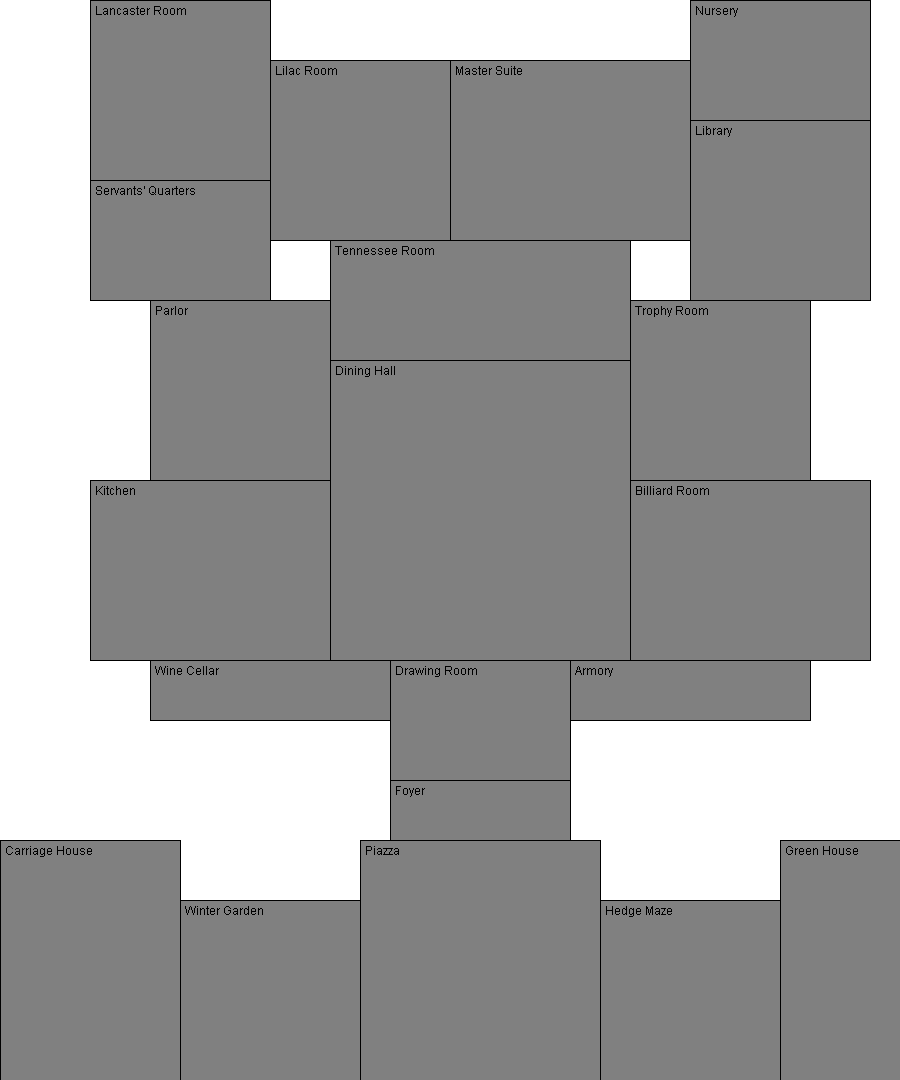 Lancaster Room
Nursery
Lilac Room
Master Suite
Library
Servants' Quarters
Tennessee Room
Parlor
Trophy Room
Dining Hall
Kitchen
Billiard Room
Wine Cellar
Drawing Room
Armory
Foyer
Carriage House
Piazza
Green House
Winter Garden
Hedge Maze